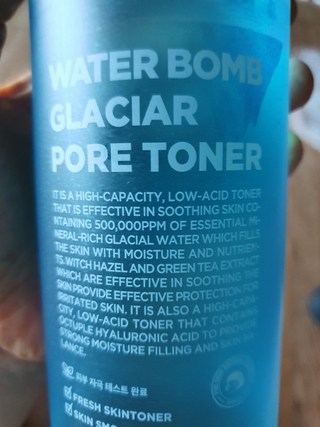 WATER BOMB
GLACIAR
PORE TONER
IT IS A HIGH-CAPACITY, LOW-ACID TONER
THAT IS EFFECTIVE IN SOOTHING SKIN CO-
NTAINING 500,000PPM OF ESSENTIAL MI-
NERAL-RICH GLACIAL WATER WHICH FILLS
THE SKIN WITH MOISTURE AND NUTRIEN-
TS. WITCH HAZEL AND GREEN TEA EXTRACT
WHICH ARE EFFECTIVE IN SOOTHING THE
SKIN PROVIDE EFFECTIVE PROTECTION FOR
IRRITATED SKIN. IT IS ALSO A HIGH-CAPA-
CITY, LOW-ACID TONER THAT CONTAINS
OCTUPLE HYALURONIC ACID TO PROVIDE
STRONG MOISTURE FILLING AND SKIN BA-
LANCE.
피부 자극 테스트 완료
FRESH SKINTONER
SKIN